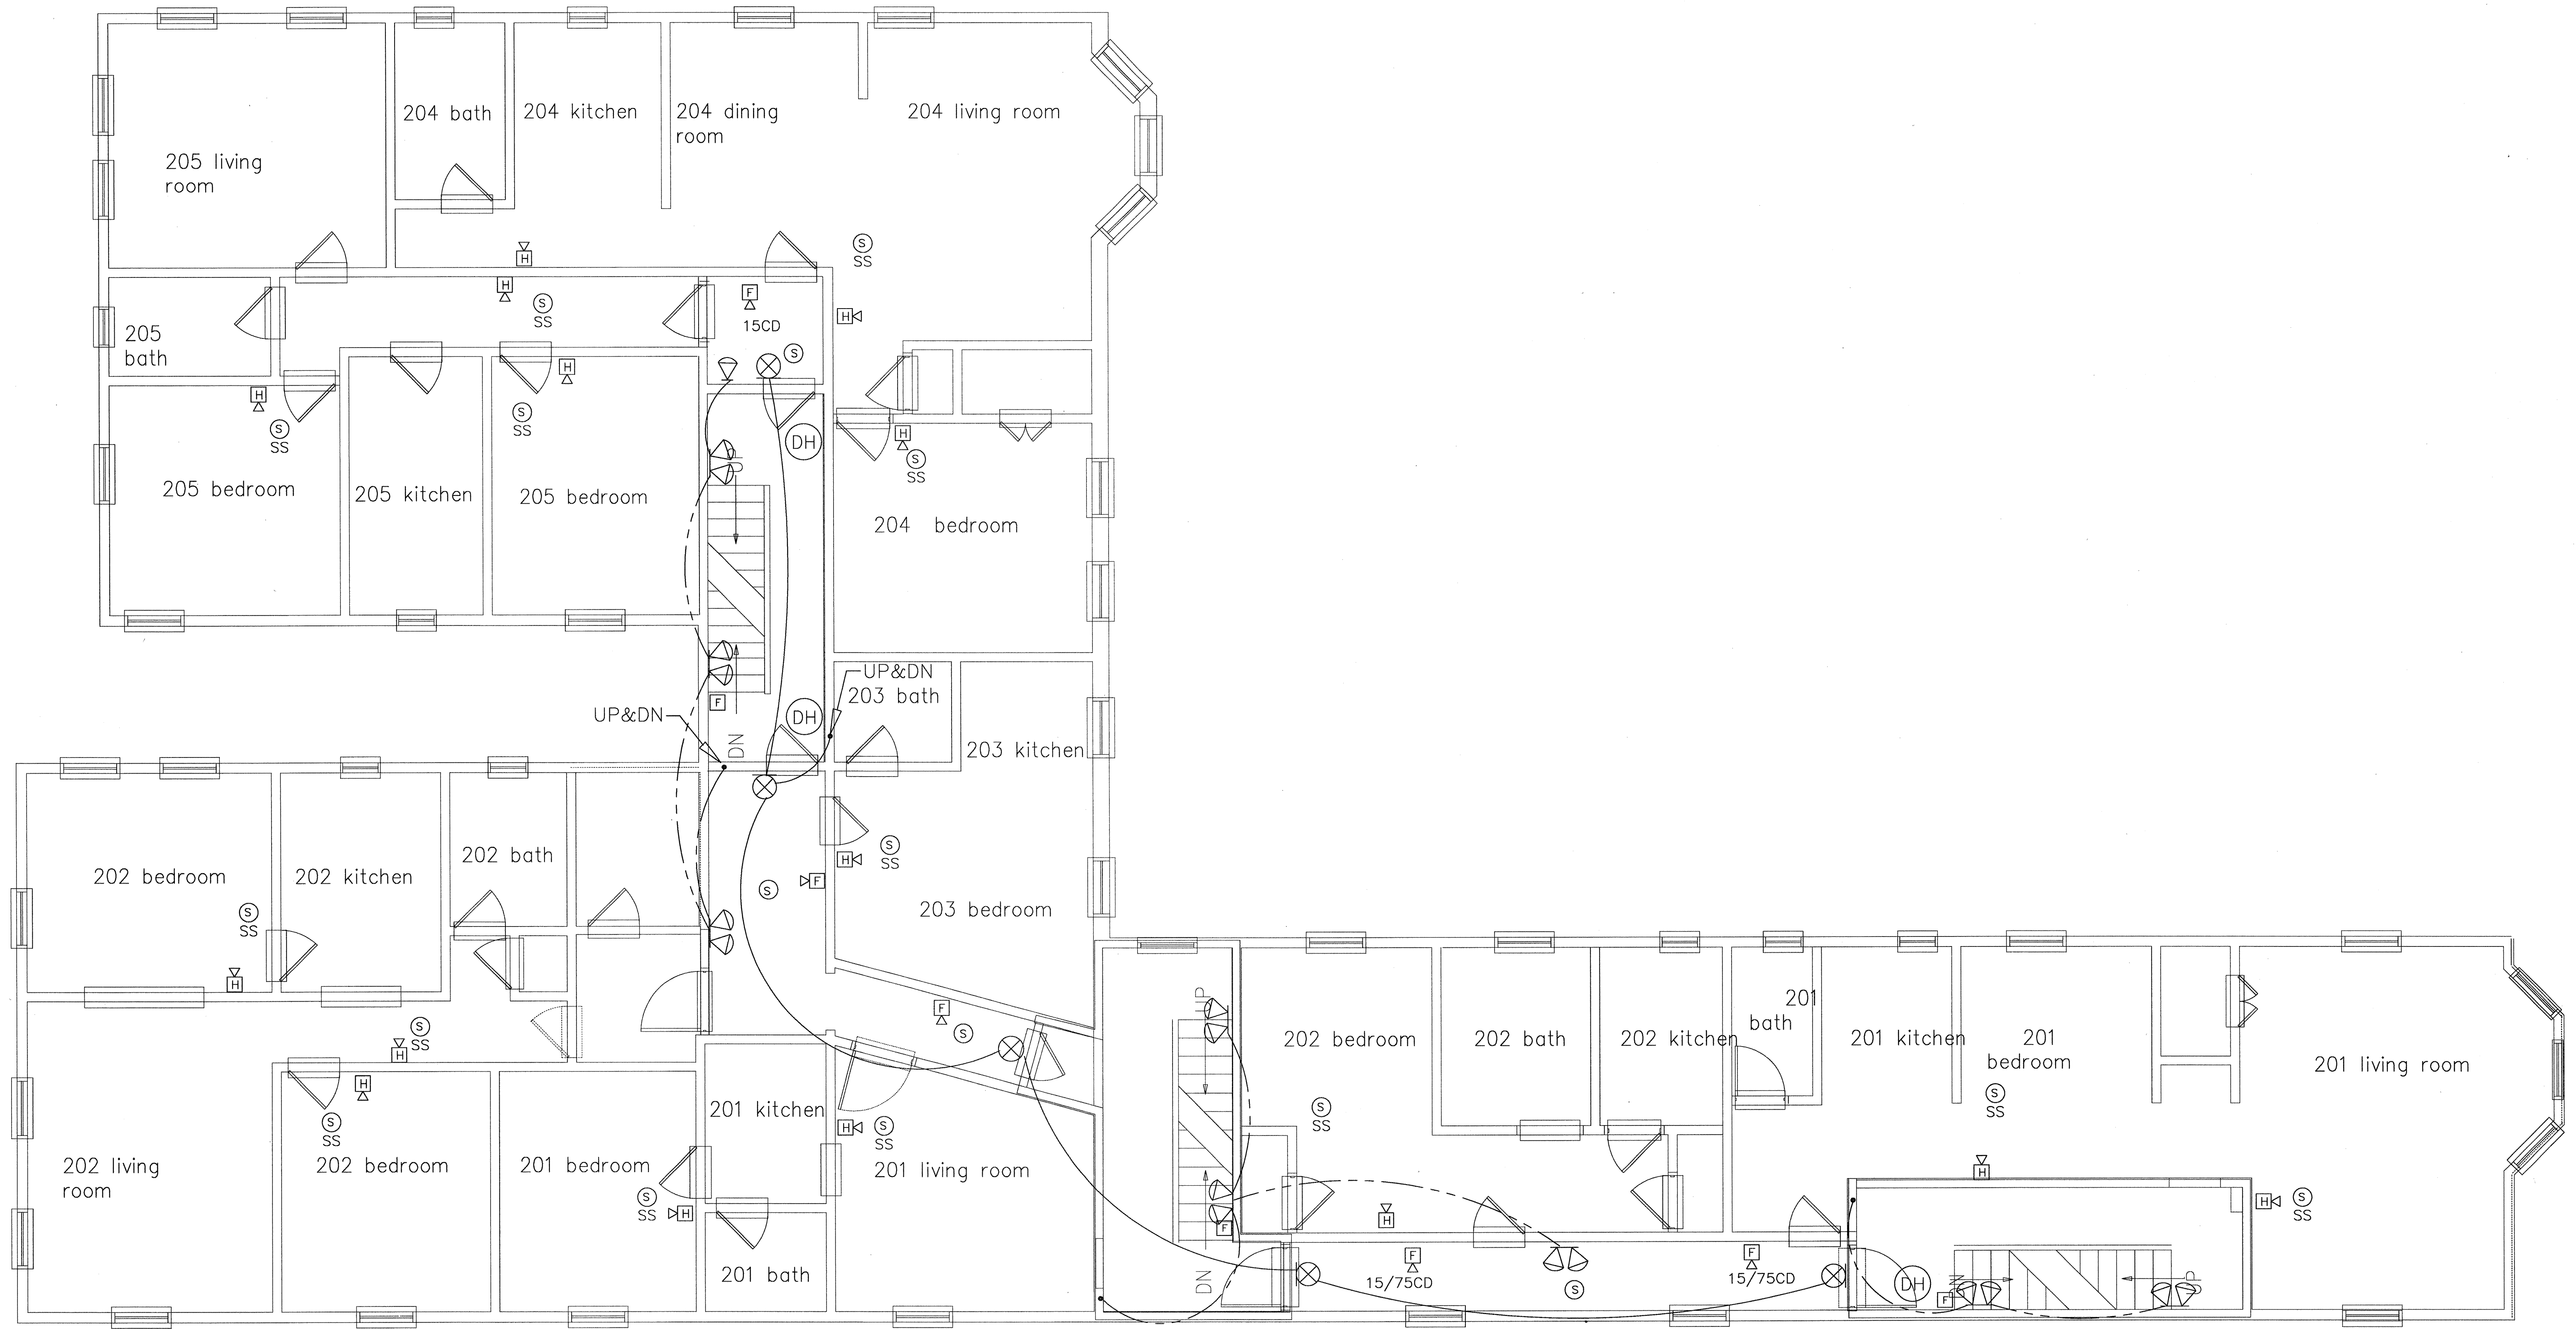 204 bath
204 kitchen
204 dining
room
204 living room
205 living
room
S
SS
H
H
S
SS
F
15CD
H
205
bath
S
H
H
S
SS
S
SS
DH
UP
H
S
SS
205 bedroom
205 kitchen
205 bedroom
204 bedroom
UP&DN
203 bath
F
UP&DN
DH
DN
203 kitchen
202 bedroom
202 kitchen
202 bath
S
SS
H
S
H
F
S
SS
203 bedroom
H
S
SS
H
F
S
202 living
room
H
S
SS
202 bedroom
201 bedroom
S
SS
H
201 kitchen
201 bath
H
S
SS
201 living room
UP
F
DN
202 bedroom
S
SS
202 bath
202 kitchen
201
bath
201 kitchen
201
bedroom
S
SS
201 living room
H
H
S
SS
H
F
15/75CD
S
F
15/75CD
DH
F
UP